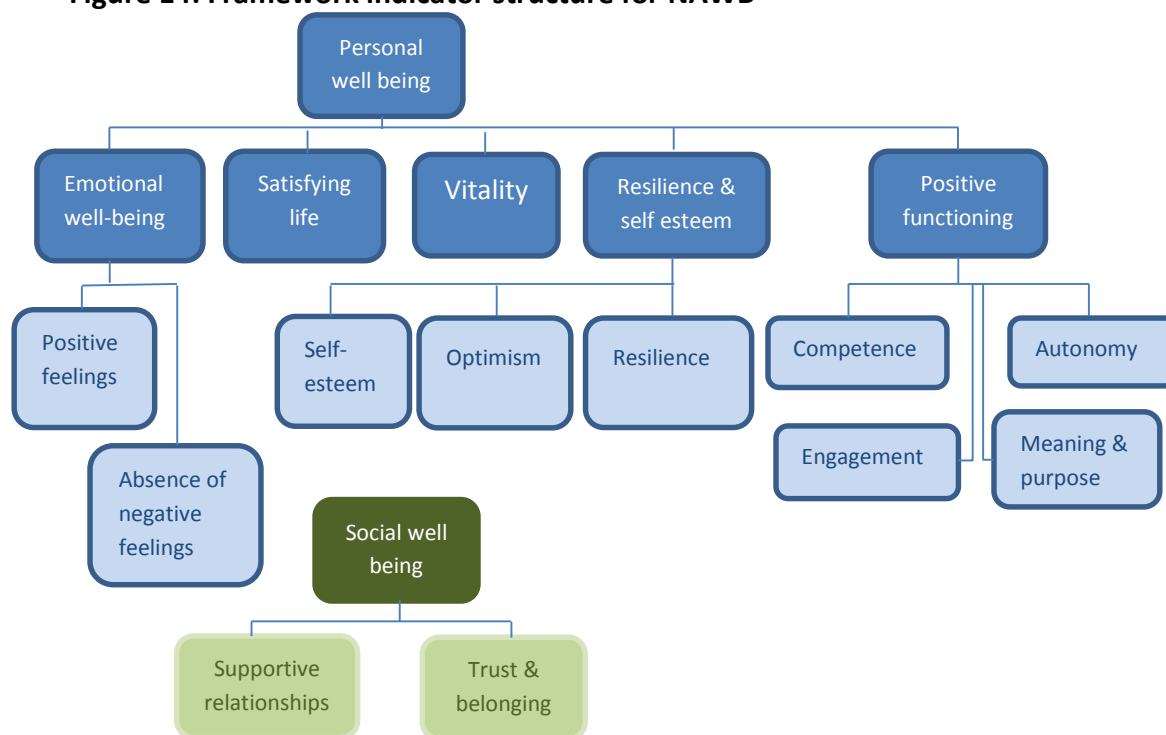 Personal
well being
Emotional
well-being
Satisfying
life
Vitality
Resilience &
self esteem
Positive
functioning
Positive
feelings
Self-
esteem
Optimism
Resilience
Competence
Autonomy
Absence of
negative
feelings
Engagement
Meaning &
purpose
Social well
being
Supportive
relationships
Trust &
belonging